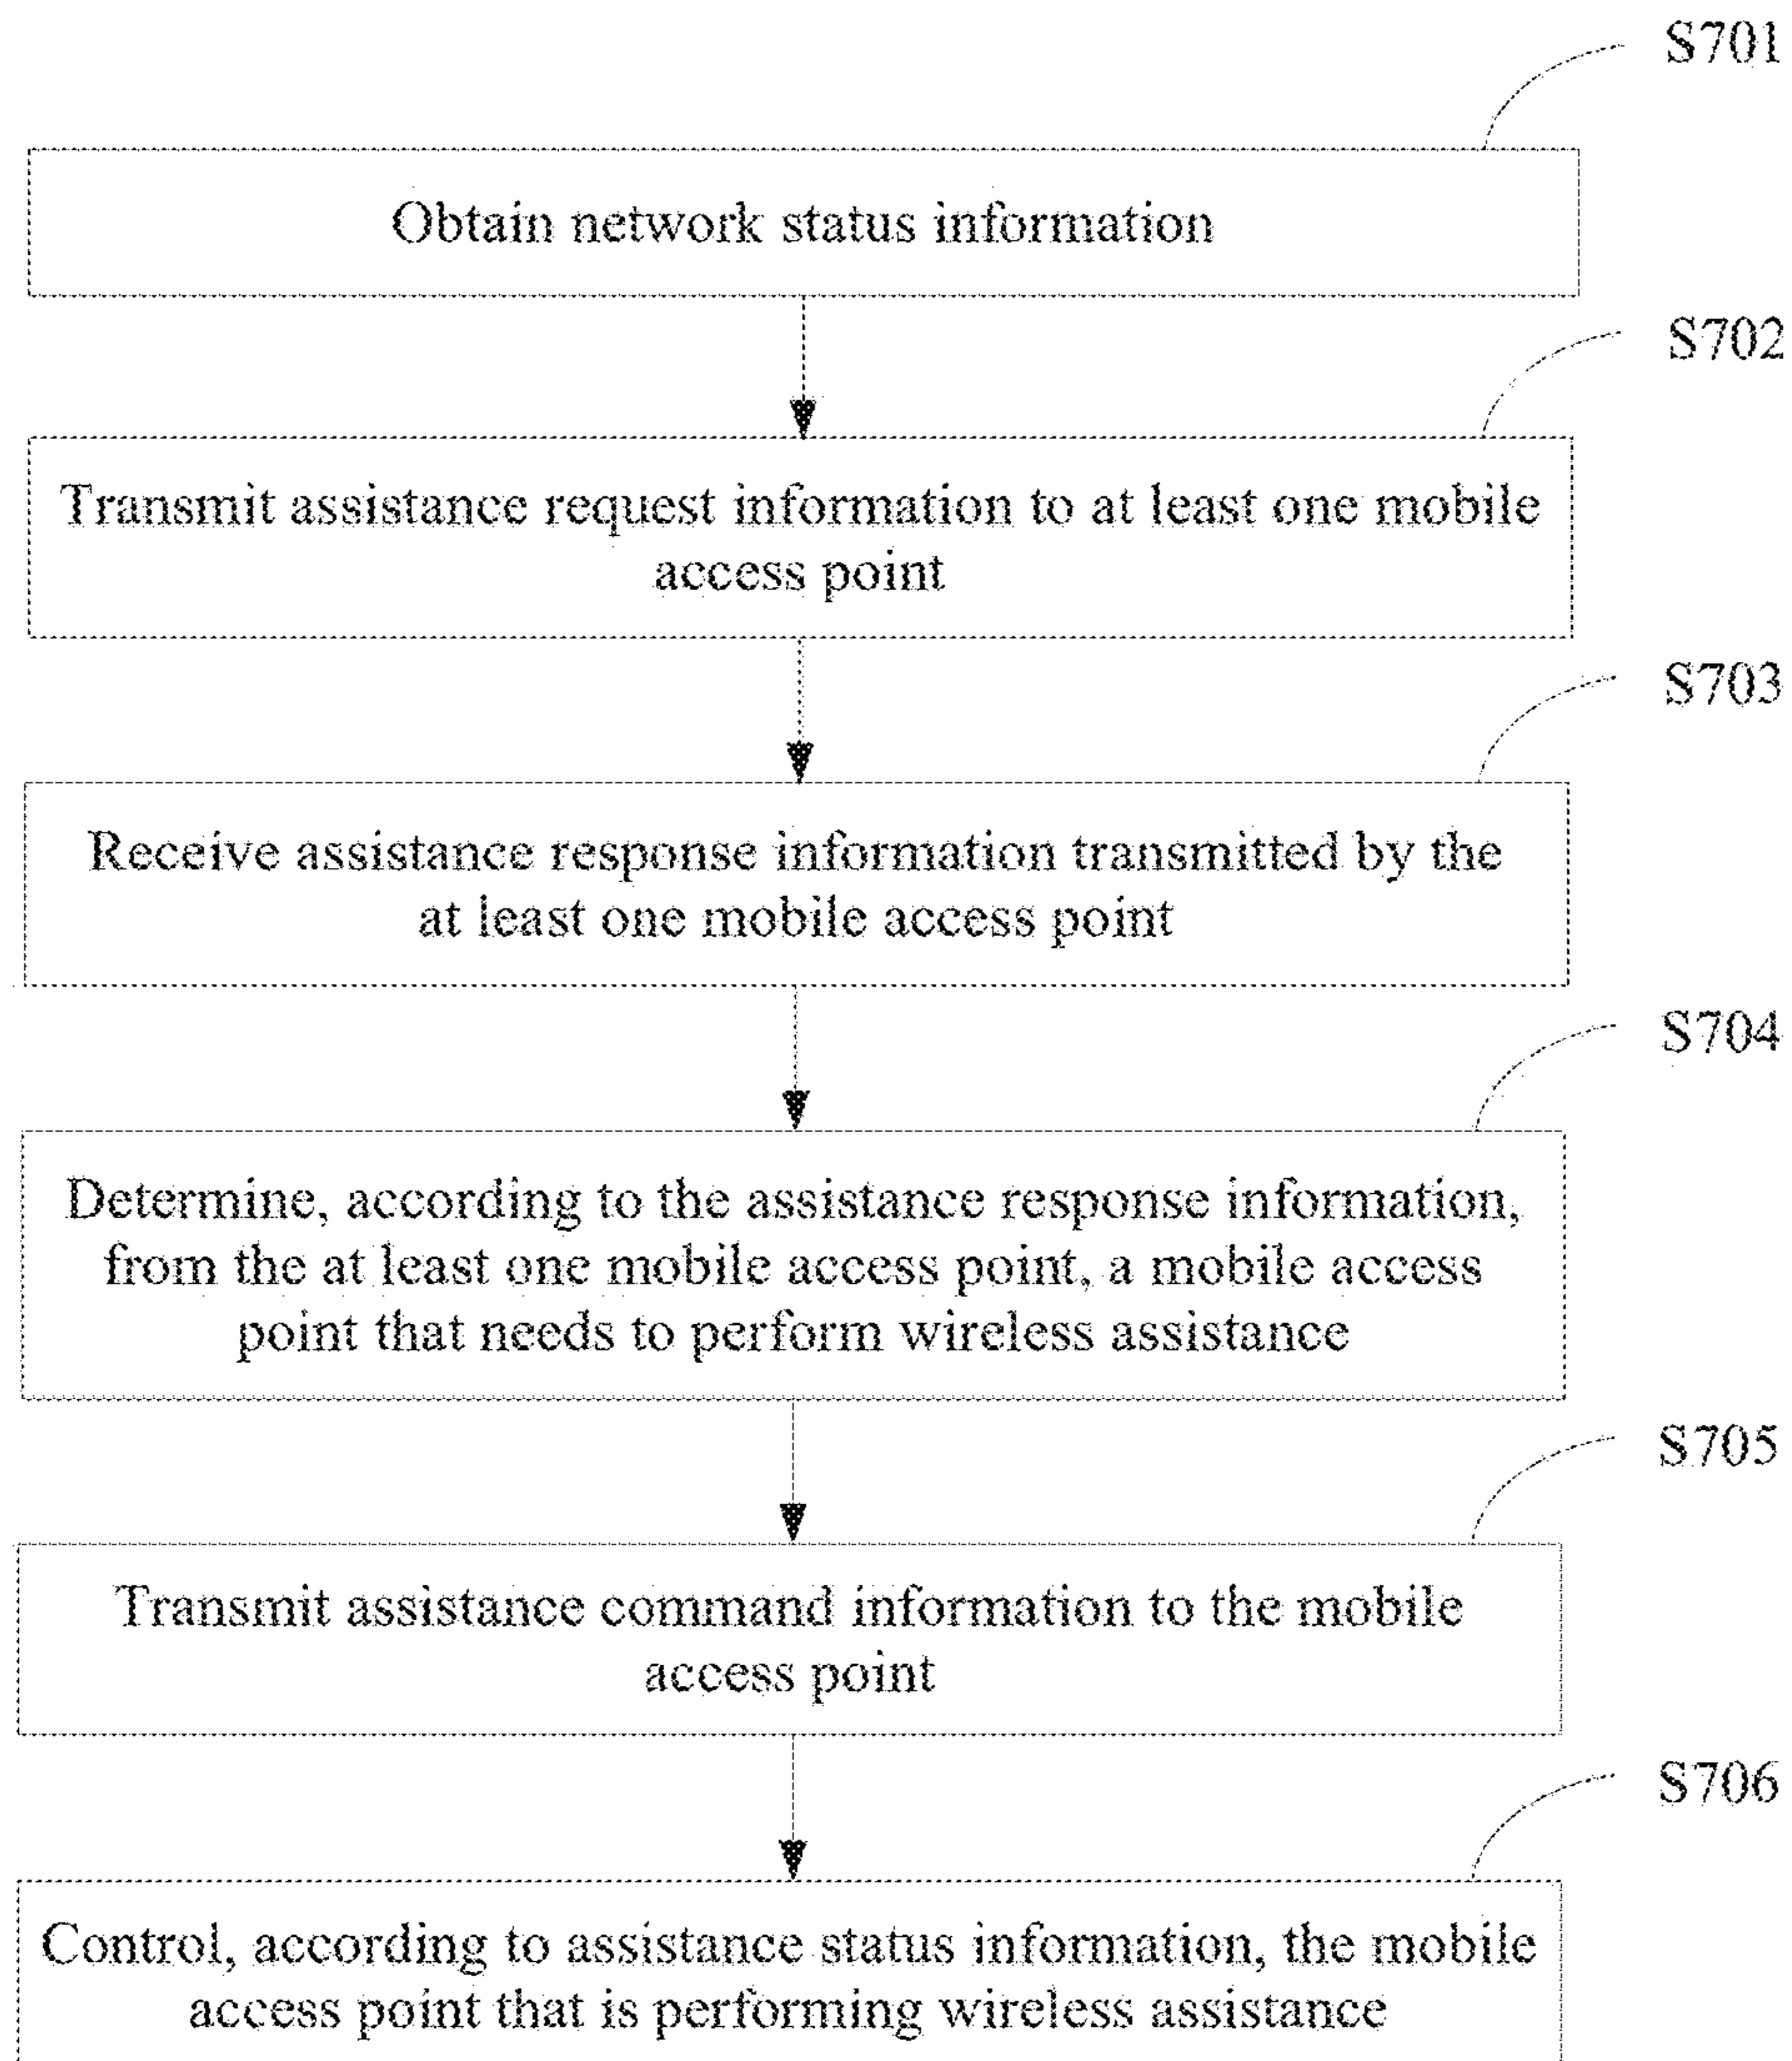 S701
Obtain network status information
S702
Transmit assistance request information to at least one mobile
access point
S703
Receive assistance response information transmitted by the
at least one mobile access point
S704
Determine, according to the assistance response information,
from the at least one mobile access point, a mobile access
point that needs to perform wireless assistance
S705
Transmit assistance command information to the mobile
access point
S706
Control, according to assistance status information, the mobile
access point that is performing wireless assistance